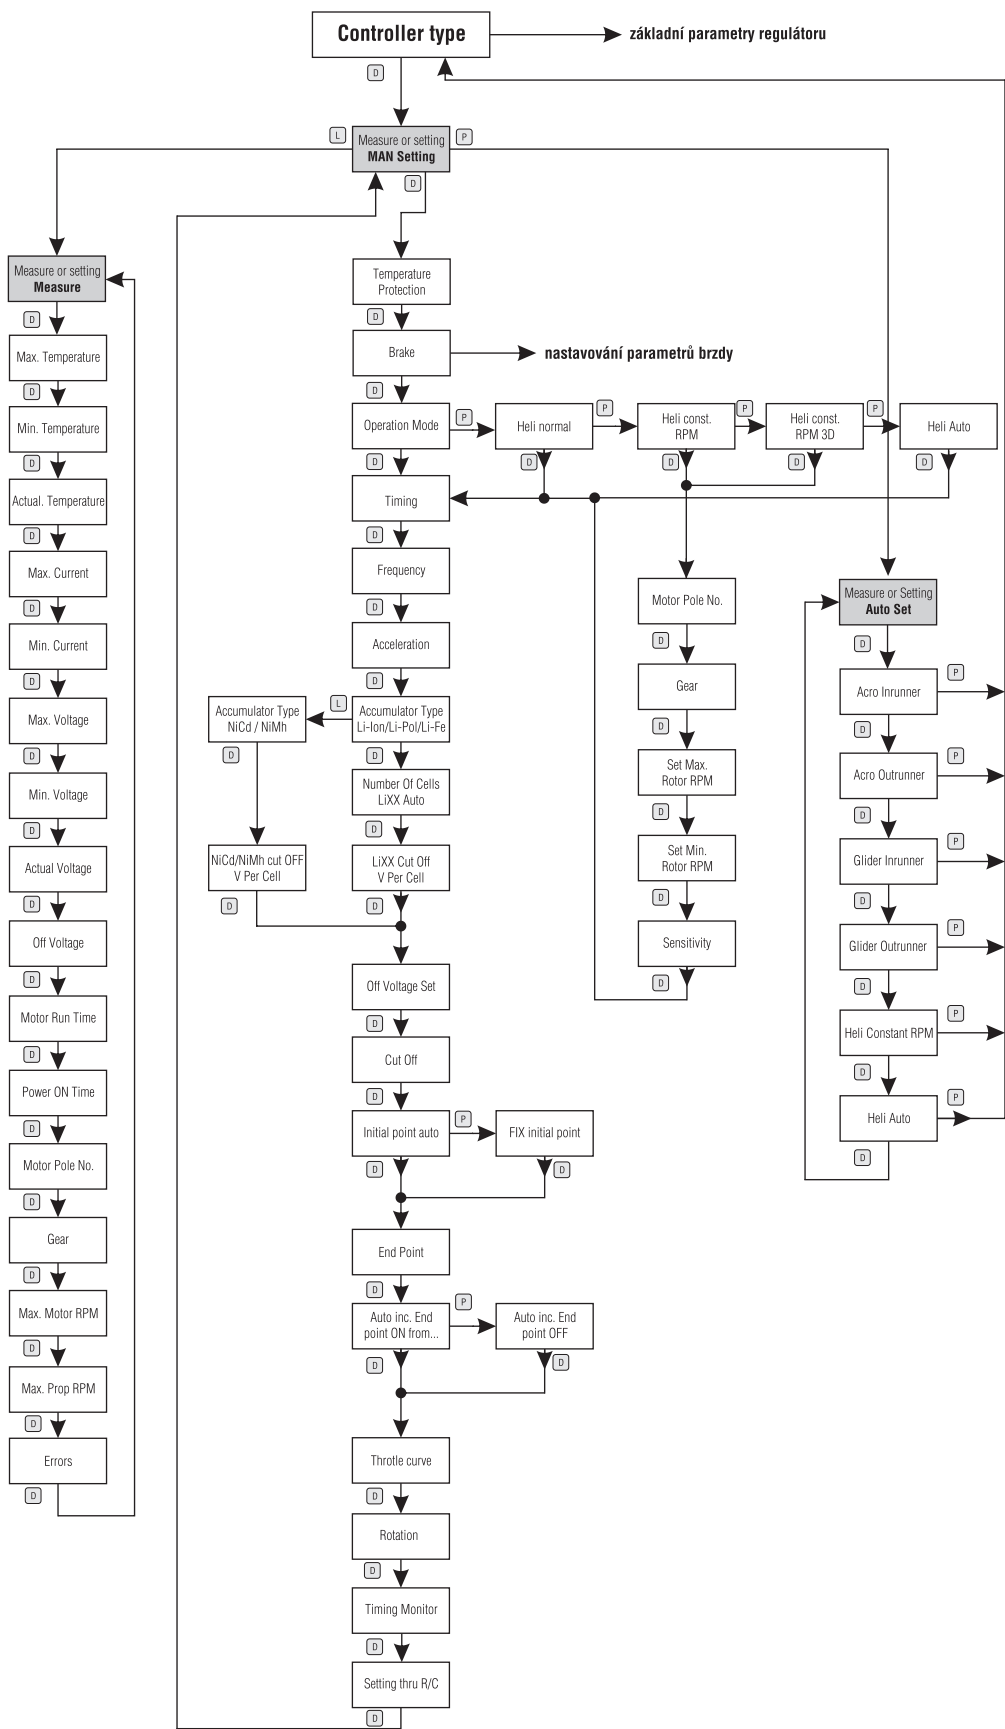 Controller type
základní parametry regulátoru
D
L
Measure or setting
MAN Setting
P
D
Measure or setting
Measure
D
Max. Temperature
D
Min. Temperature
D
Actual. Temperature
D
Max. Current
D
Min. Current
D
Max. Voltage
D
Min. Voltage
D
Actual Voltage
D
Off Voltage
D
Motor Run Time
D
Power ON Time
D
Motor Pole No.
D
Gear
D
Max. Motor RPM
D
Max. Prop RPM
D
Errors
D
Temperature
Protection
D
Brake
nastavování parametrů brzdy
D
Operation Mode
P
Heli normal
P
Heli const.
RPM
P
Heli const.
RPM 3D
P
Heli Auto
D
D
D
D
D
Timing
D
Frequency
D
Acceleration
D
L
Accumulator Type
NiCd / NiMh
Accumulator Type
Li-Ion/Li-Pol/Li-Fe
D
D
Number Of Cells
LiXX Auto
D
NiCd/NiMh cut OFF
V Per Cell
LiXX Cut Off
V Per Cell
D
D
Off Voltage Set
D
Cut Off
D
Initial point auto
P
FIX initial point
D
D
End Point
D
Auto inc. End
point ON from...
P
Auto inc. End
point OFF
D
D
Throtle curve
D
Rotation
D
Timing Monitor
D
Setting thru R/C
D
Motor Pole No.
D
Gear
D
Set Max.
Rotor RPM
D
Set Min.
Rotor RPM
D
Sensitivity
D
Measure or Setting
Auto Set
D
Acro Inrunner
P
D
Acro Outrunner
P
D
Glider Inrunner
P
D
Glider Outrunner
P
D
Heli Constant RPM
P
D
Heli Auto
P
D